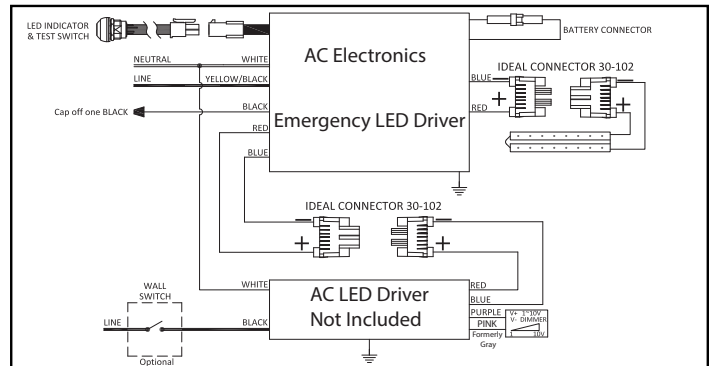 LED INDICATOR
& TEST SWITCH
BATTERY CONNECTOR
AC Electronics
Emergency LED Driver
NEUTRAL
WHITE
LINE
YELLOW/BLACK
Cap off one BLACK
BLACK
RED
BLUE
IDEAL CONNECTOR 30-102
BLUE
RED
−
+
−
+
IDEAL CONNECTOR 30-102
−
+
−
+
AC LED Driver
Not Included
WHITE
WALL
SWITCH
LINE
BLACK
Optional
RED
BLUE
PURPLE
PINK
Formerly
Gray
V+ 1~10V
V- DIMMER
1 10V